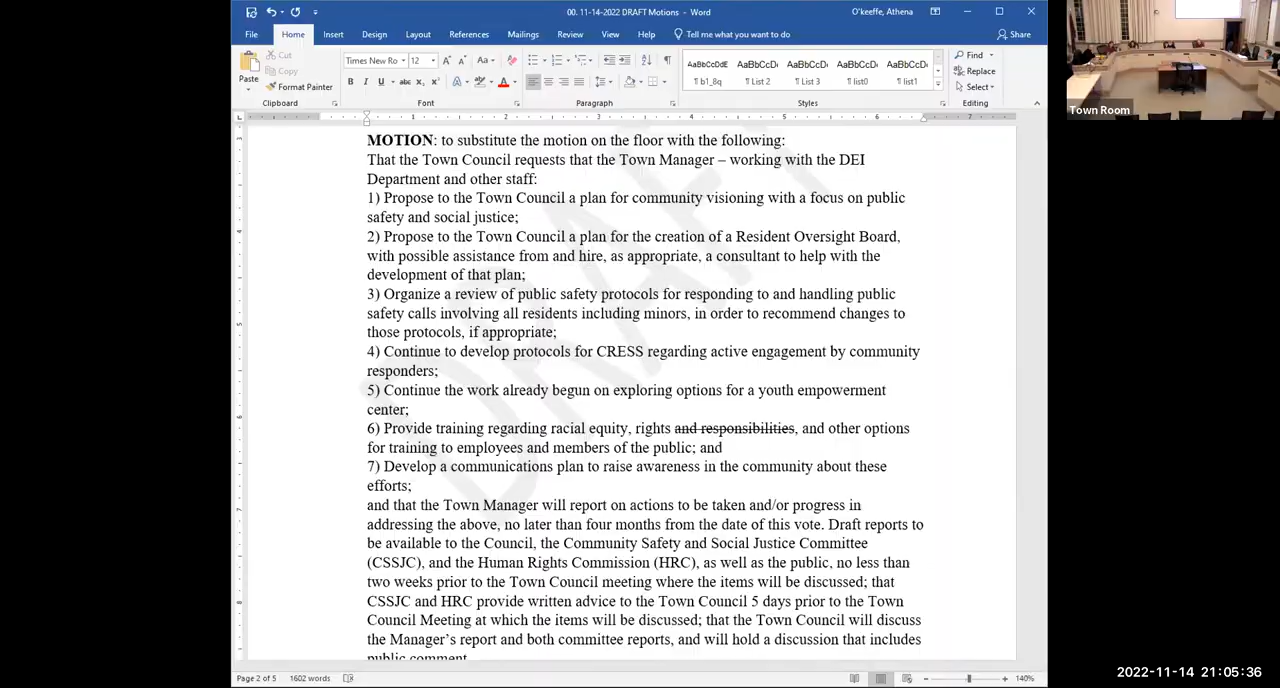 00. 11-14-2022 DRAFT Motions - Word
O'keeffe, Athena
File Home Insert Design Layout References Mailings Review View Help Tell me what you want to do Share
Paste
Cut
Copy
Format Painter
Clipboard
Times New Ro 12
Font
Paragraph
AaBbCcDdE AaBbCcDc AaBbCcDc AaBbCcDc AaBbCcDc
¶ b1_8q ¶ List 2 ¶ List 3 ¶ list0 ¶ list1
Styles
Find
Replace
Select
Editing
Town Room
MOTION: to substitute the motion on the floor with the following:
That the Town Council requests that the Town Manager – working with the DEI
Department and other staff:
1) Propose to the Town Council a plan for community visioning with a focus on public
safety and social justice;
2) Propose to the Town Council a plan for the creation of a Resident Oversight Board,
with possible assistance from and hire, as appropriate, a consultant to help with the
development of that plan;
3) Organize a review of public safety protocols for responding to and handling public
safety calls involving all residents including minors, in order to recommend changes to
those protocols, if appropriate;
4) Continue to develop protocols for CRESS regarding active engagement by community
responders;
5) Continue the work already begun on exploring options for a youth empowerment
center;
6) Provide training regarding racial equity, rights and responsibilities, and other options
for training to employees and members of the public; and
7) Develop a communications plan to raise awareness in the community about these
efforts;
and that the Town Manager will report on actions to be taken and/or progress in
addressing the above, no later than four months from the date of this vote. Draft reports to
be available to the Council, the Community Safety and Social Justice Committee
(CSSJC), and the Human Rights Commission (HRC), as well as the public, no less than
two weeks prior to the Town Council meeting where the items will be discussed; that
CSSJC and HRC provide written advice to the Town Council 5 days prior to the Town
Council Meeting at which the items will be discussed; that the Town Council will discuss
the Manager's report and both committee reports, and will hold a discussion that includes
public comment
DRAFT
Page 2 of 5 1602 words
140%
2022-11-14 21:05:36